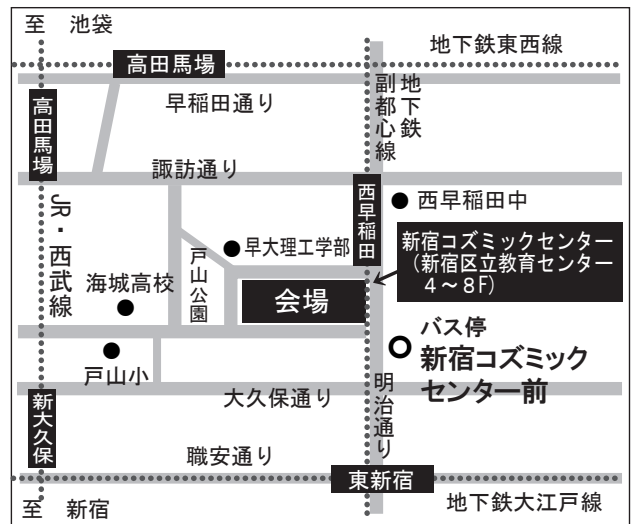 至 池袋
地下鉄東西線
高田馬場
高田馬場
早稲田通り
地下鉄
副都心線
諏訪通り
西早稲田
西早稲田中
JR・西武線
早大理工学部
戸山公園
新宿コズミックセンター
（新宿区立教育センター
４～８F）
海城高校
会場
バス停
新宿コズミック
センター前
戸山小
大久保通り
明治通り
新大久保
職安通り
東新宿
至 新宿
地下鉄大江戸線